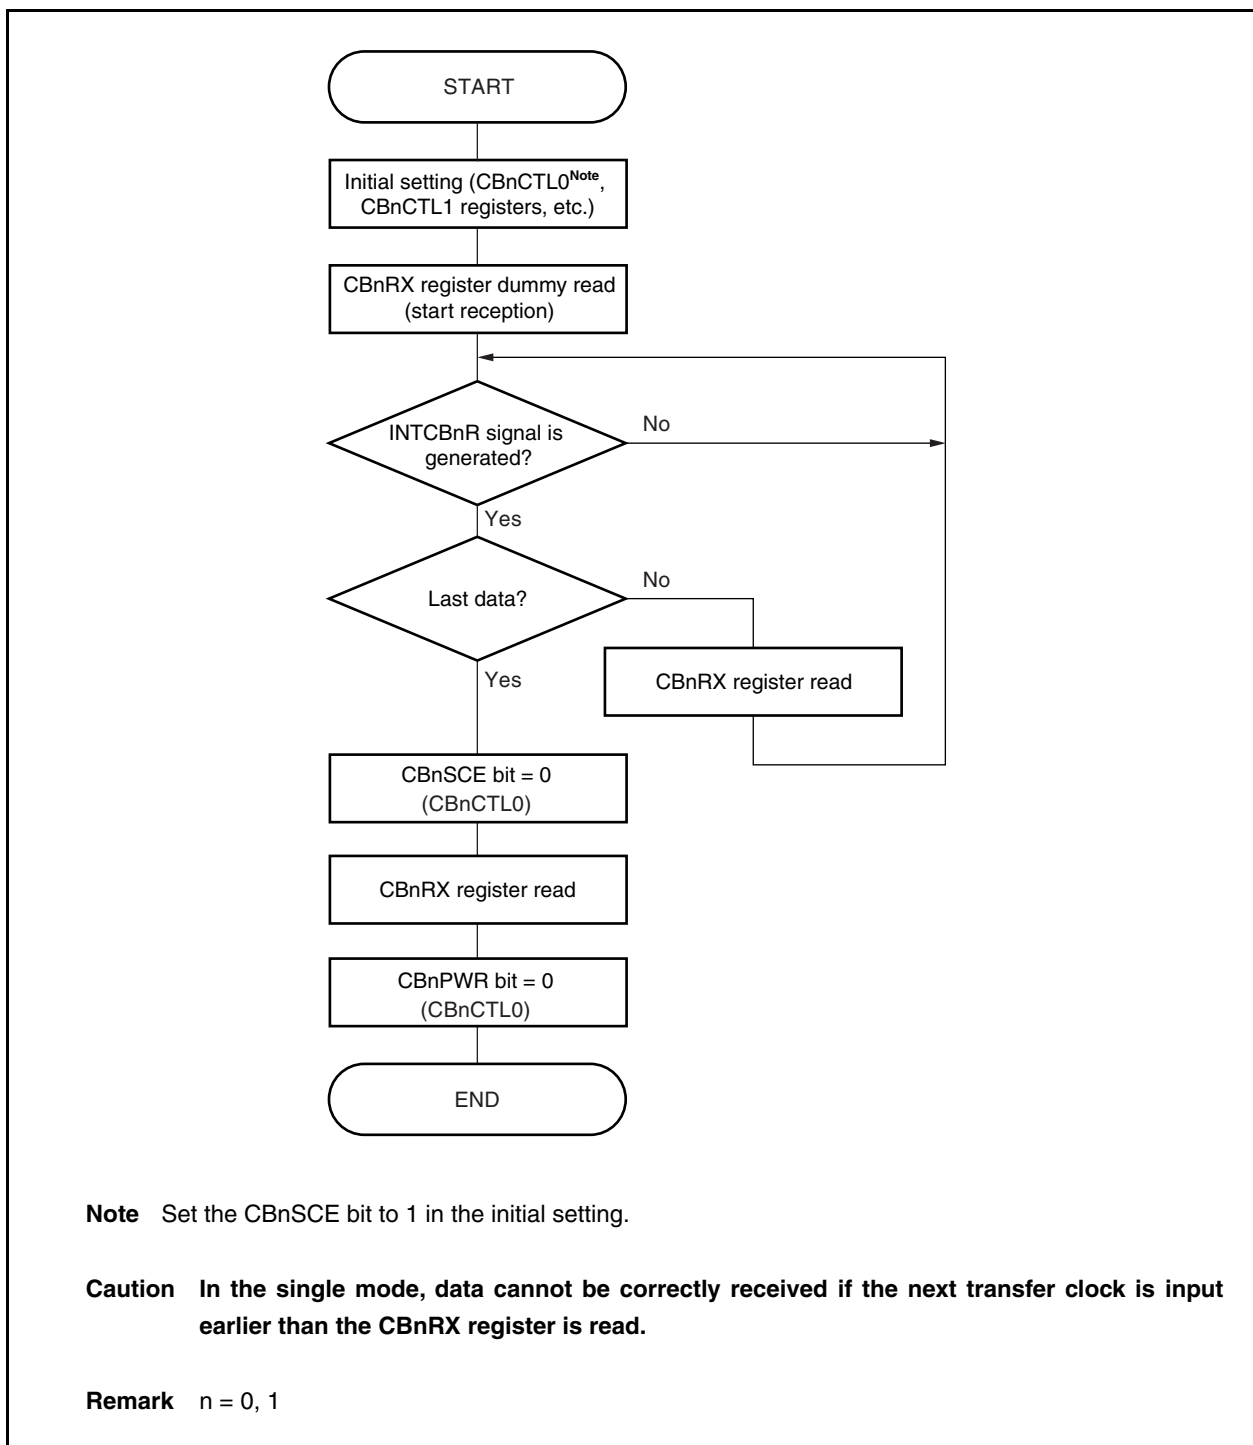 START
Initial setting (CBnCTL0Note,
CBnCTL1 registers, etc.)
CBnRX register dummy read
(start reception)
INTCBnR signal is
generated?
No
Yes
Last data?
No
Yes
CBnRX register read
CBnSCE bit = 0
(CBnCTL0)
CBnRX register read
CBnPWR bit = 0
(CBnCTL0)
END
Note Set the CBnSCE bit to 1 in the initial setting.
Caution In the single mode, data cannot be correctly received if the next transfer clock is input
earlier than the CBnRX register is read.
Remark n = 0, 1